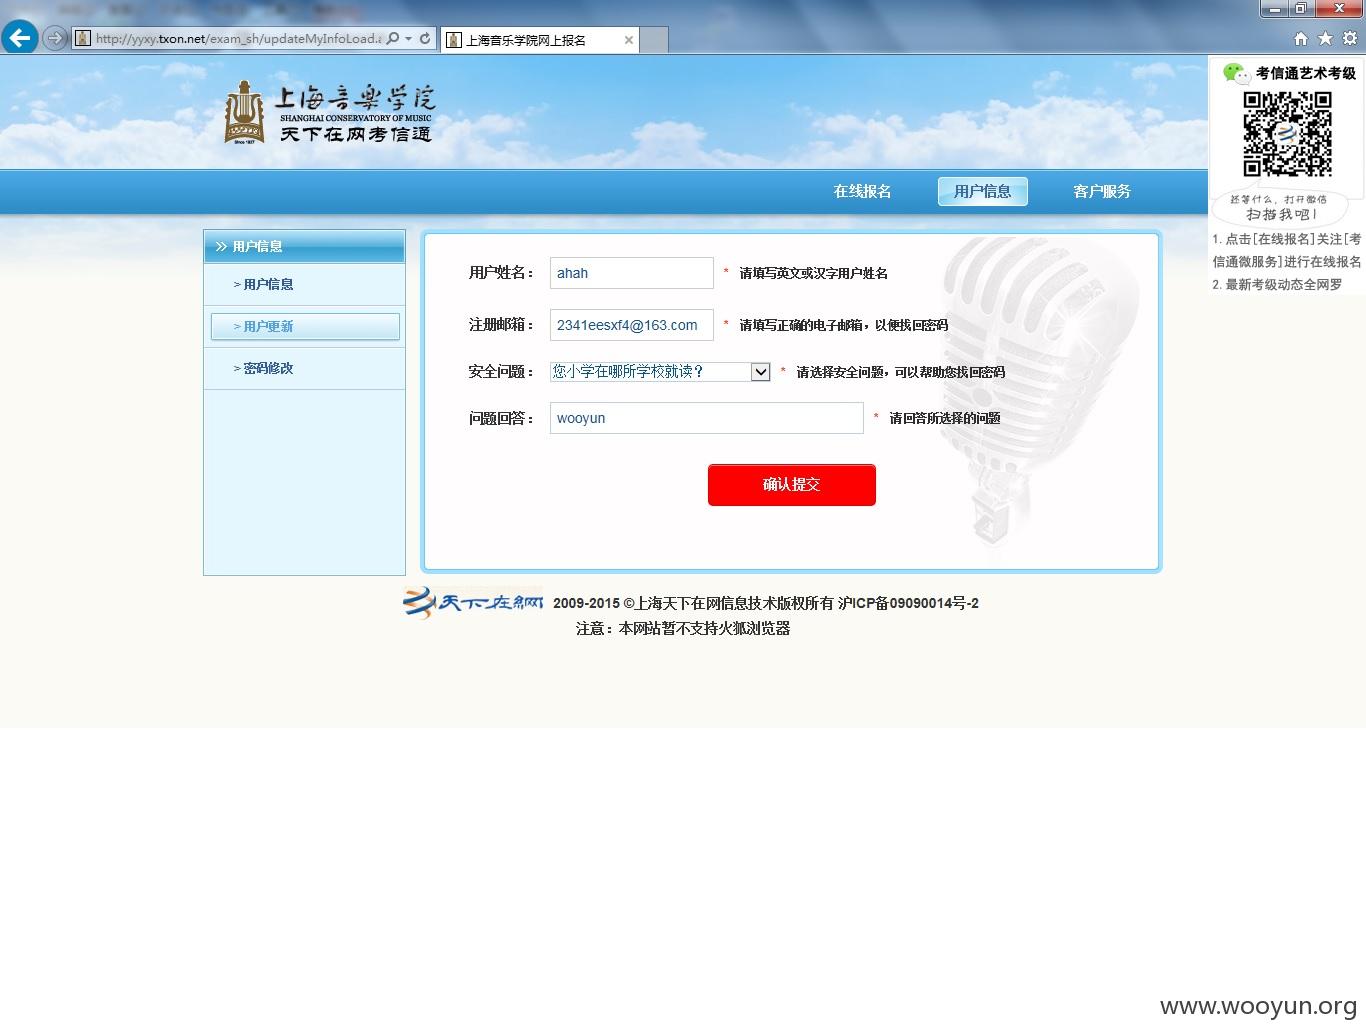 http://yyxy.txon.net/exam_sh/updateMyInfoLoad.a
上海音乐学院网上报名
上海音樂学院
SHANGHAI CONSERVATORY OF MUSIC
天下在网考信通
Since 1927
考信通艺术考级
还等什么，打开微信
扫描我吧!
1.点击[在线报名]关注[考
信通微服务]进行在线报名
2.最新考级动态全网罗
在线报名
用户信息
客户服务
用户信息
> 用户信息
> 用户更新
> 密码修改
用户姓名： ahah * 请填写英文或汉字用户姓名
注册邮箱： 2341eesxf4@163.com * 请填写正确的电子邮箱，以便找回密码
安全问题： 您小学在哪所学校就读？ * 请选择安全问题，可以帮助您找回密码
问题回答： wooyun * 请回答所选择的问题
确认提交
天下在網 2009-2015 ©上海天下在网信息技术版权所有 沪ICP备09090014号-2
注意：本网站暂不支持火狐浏览器
www.wooyun.org